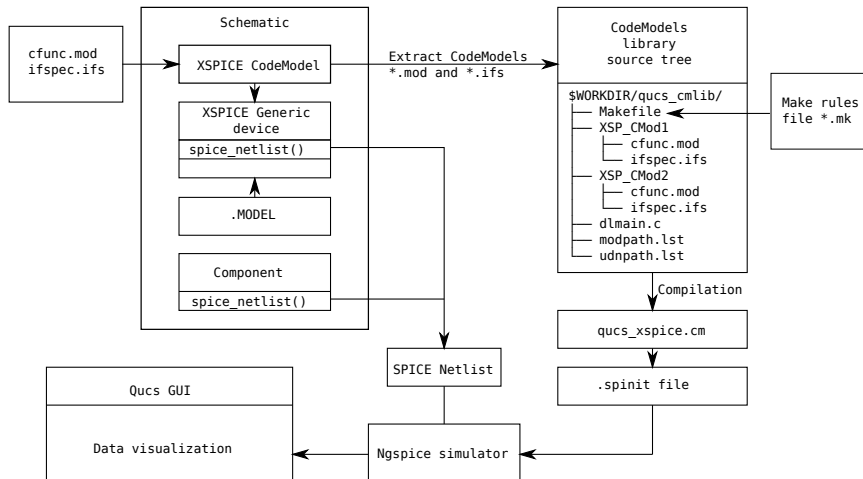 Schematic
cfunc.mod
ifspec.ifs
XSPICE CodeModel
Extract CodeModels
*.mod and *.ifs
XSPICE Generic
device
spice_netlist()
.MODEL
Component
spice_netlist()
CodeModels
library
source tree
$WORKDIR/qucs_cmlib/
├── Makefile
├── XSP_CMod1
│   ├── cfunc.mod
│   └── ifspec.ifs
├── XSP_CMod2
│   ├── cfunc.mod
│   └── ifspec.ifs
├── dlmain.c
├── modpath.lst
└── udnpath.lst
Make rules
file *.mk
Compilation
qucs_xspice.cm
.spinit file
SPICE Netlist
Ngspice simulator
Qucs GUI
Data visualization